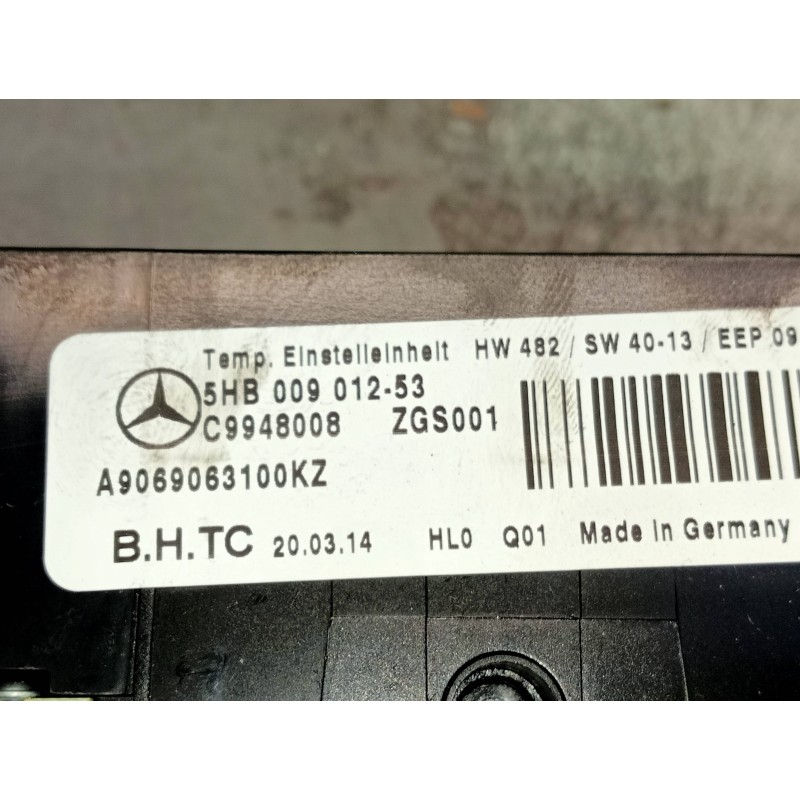 Temp. Einstelleinheit HW 482 / SW 40-13 / EEP 09
5HB 009 012-53
C9948008 ZGS001
A9069063100KZ
B.H.TC 20.03.14 HL0 Q01 Made in Germany